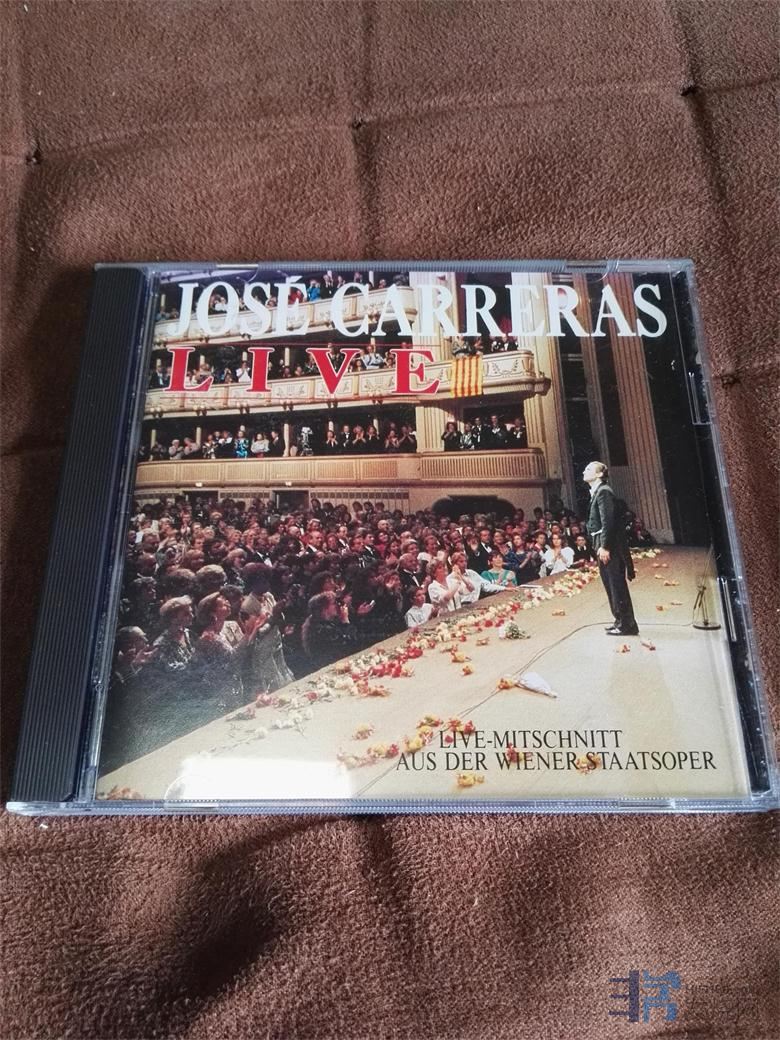 JOSÉ CARRERAS
LIVE
LIVE-MITSCHNITT
AUS DER WIENER STAATSOPER